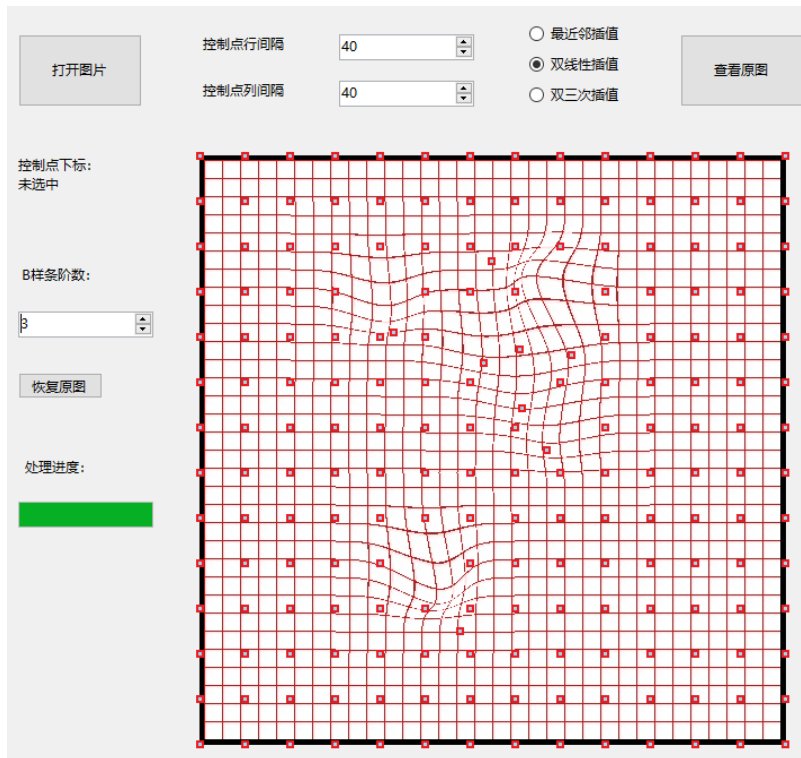 打开图片
控制点行间隔
40
控制点列间隔
40
最近邻插值
双线性插值
双三次插值
查看原图
控制点下标:
未选中
B样条阶数:
3
恢复原图
处理进度: